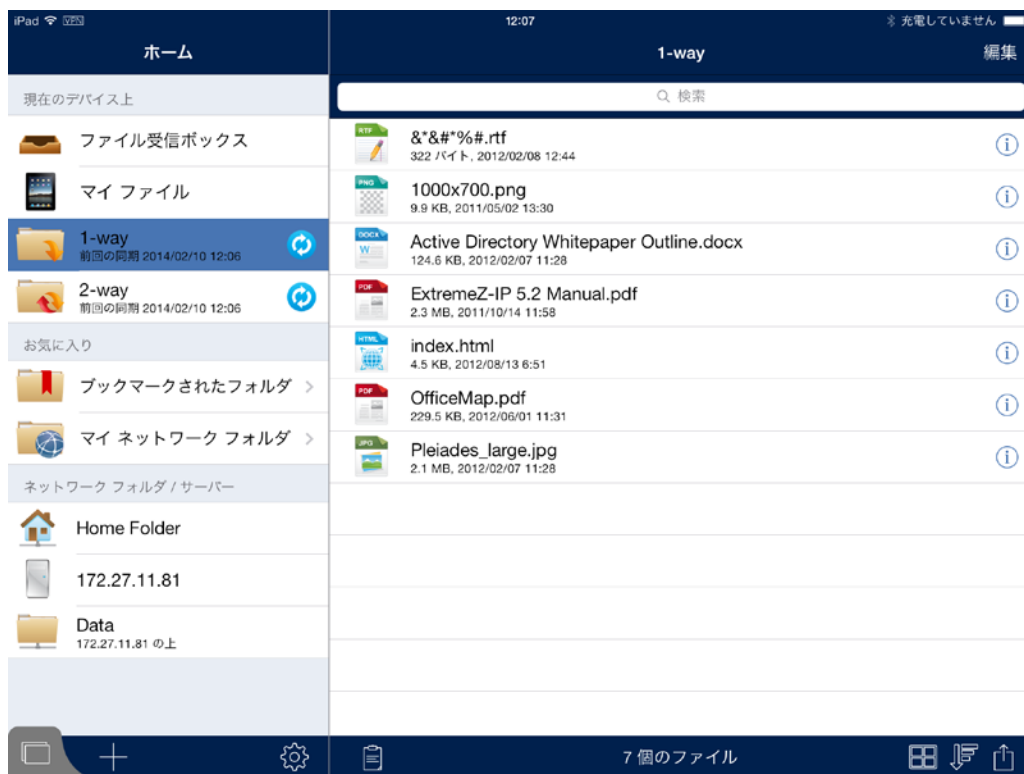 iPad VPN 12:07 充電していません
ホーム
1-way
編集
現在のデバイス上
ファイル受信ボックス
マイ ファイル
1-way
前回の同期 2014/02/10 12:06
2-way
前回の同期 2014/02/10 12:06
お気に入り
ブックマークされたフォルダ
マイ ネットワーク フォルダ
ネットワーク フォルダ / サーバー
Home Folder
172.27.11.81
Data
172.27.11.81 の上
検索
RTF
&*&#*%#.rtf
322 バイト, 2012/02/08 12:44
PNG
1000x700.png
9.9 KB, 2011/05/02 13:30
DOCX
W
Active Directory Whitepaper Outline.docx
124.6 KB, 2012/02/07 11:28
PDF
ExtremeZ-IP 5.2 Manual.pdf
2.3 MB, 2011/10/14 11:58
HTML
index.html
4.5 KB, 2012/08/13 6:51
PDF
OfficeMap.pdf
229.5 KB, 2012/06/01 11:31
JPG
Pleiades_large.jpg
2.1 MB, 2012/02/07 11:28
7 個のファイル